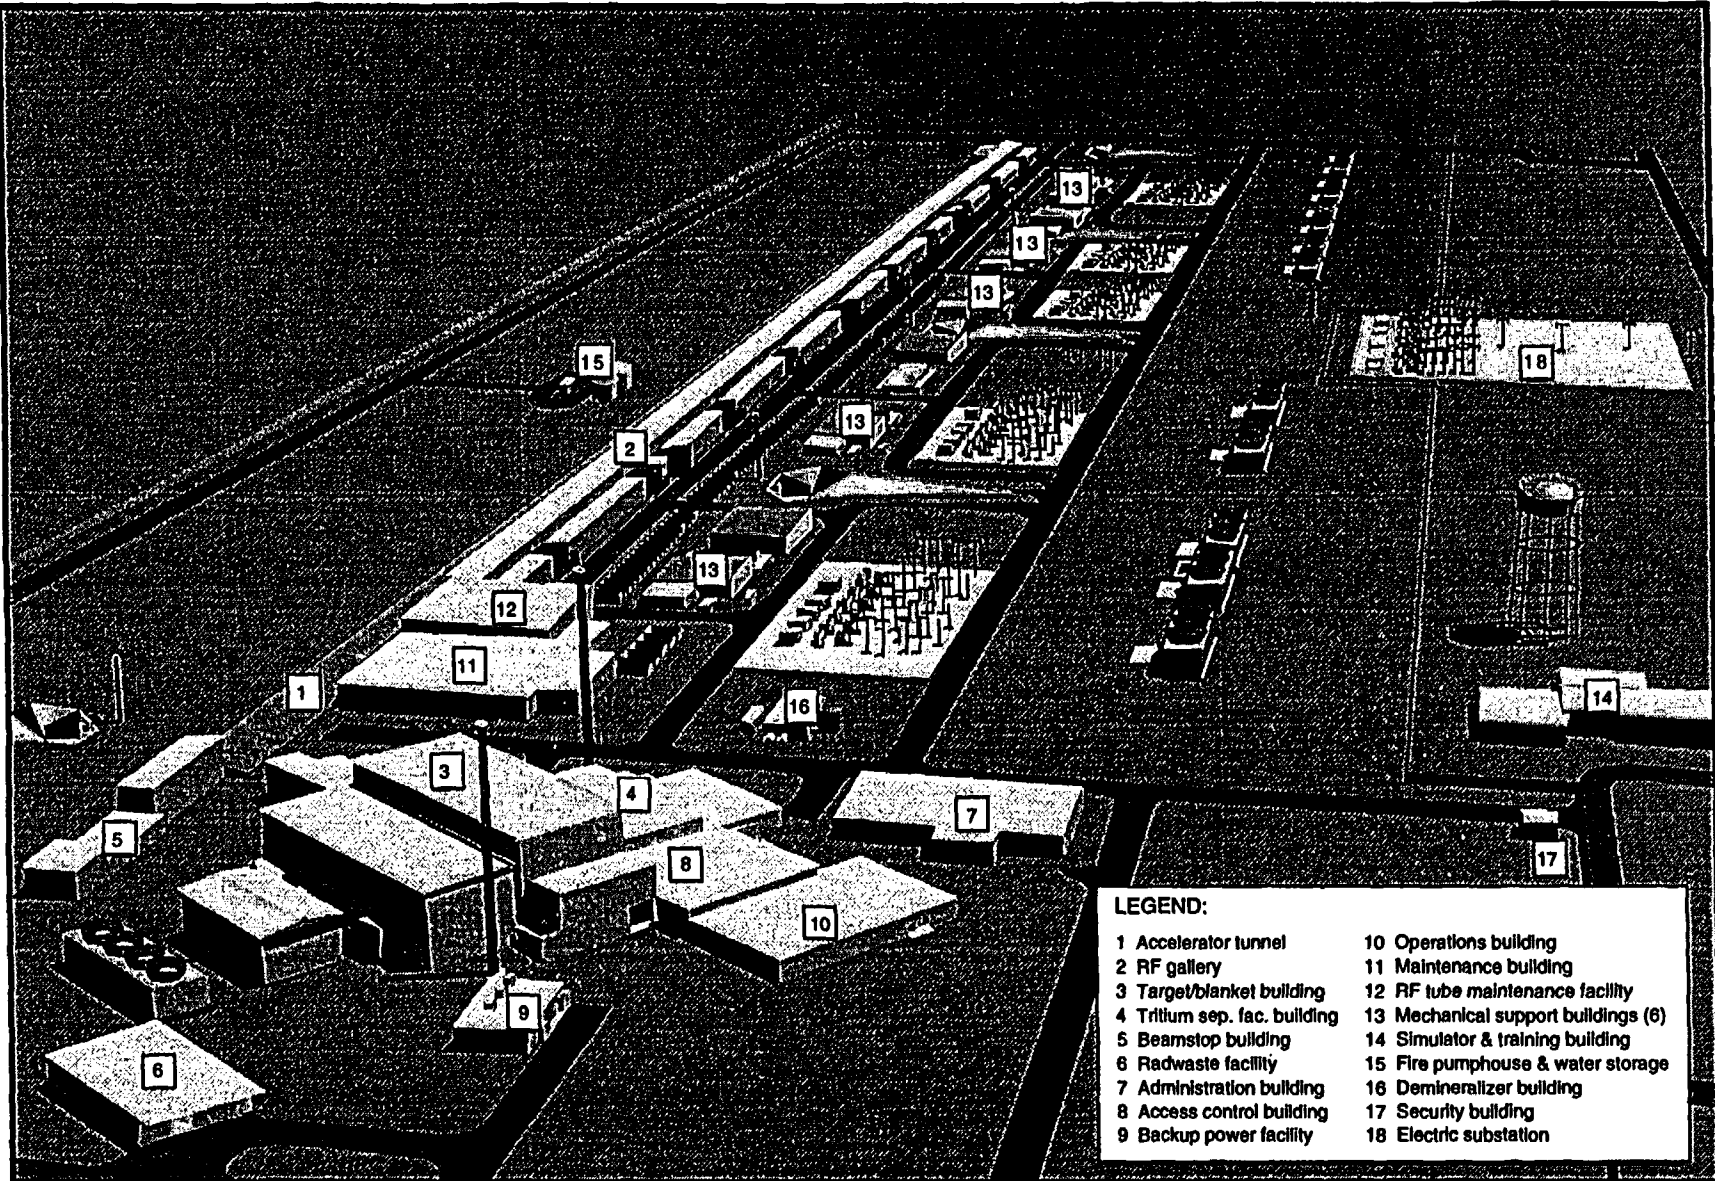 13
13
13
15
18
13
2
13
12
11
1
14
16
3
4
7
5
17
8
10
9
6
LEGEND:
1 Accelerator tunnel
2 RF gallery
3 Target/blanket building
4 Tritium sep. fac. building
5 Beamstop building
6 Radwaste facility
7 Administration building
8 Access control building
9 Backup power facility
10 Operations building
11 Maintenance building
12 RF tube maintenance facility
13 Mechanical support buildings (6)
14 Simulator & training building
15 Fire pumphouse & water storage
16 Demineralizer building
17 Security building
18 Electric substation